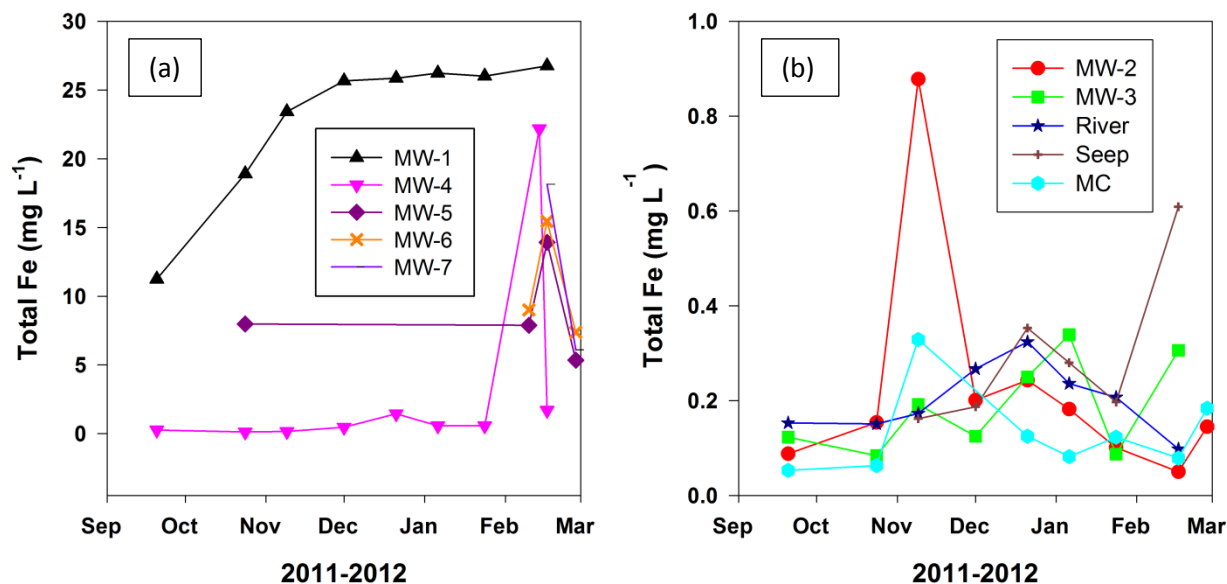 (a)
Total Fe (mg L-1)
30
25
20
15
10
5
0
MW-1
MW-4
MW-5
MW-6
MW-7
Sep Oct Nov Dec Jan Feb Mar
2011-2012
(b)
Total Fe (mg L-1)
1.0
0.8
0.6
0.4
0.2
0.0
MW-2
MW-3
River
Seep
MC
Sep Oct Nov Dec Jan Feb Mar
2011-2012